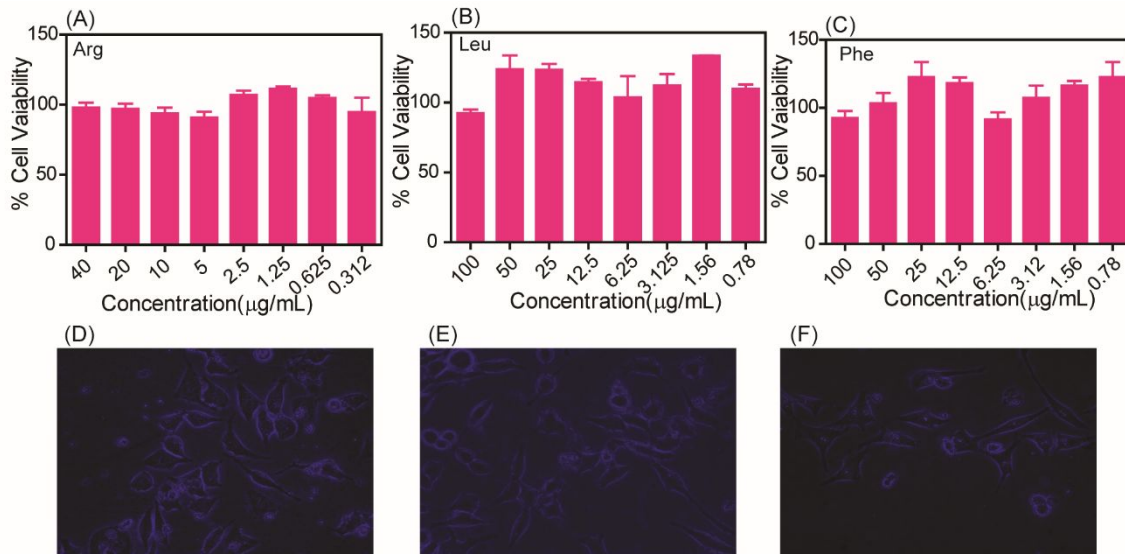 (A)
150
Arg
100
50
0
% Cell Vaiability
40 20 10 5 2.5 1.25 0.625 0.312
Concentration(μg/mL)
(B)
150
Leu
100
50
0
% Cell Vaiability
100 50 25 12.5 6.25 3.125 1.56 0.78
Concentration(μg/mL)
(C)
150
Phe
100
50
0
% Cell Vaiability
100 50 25 12.5 6.25 3.12 1.56 0.78
Concentration(μg/mL)
(D)
(E)
(F)